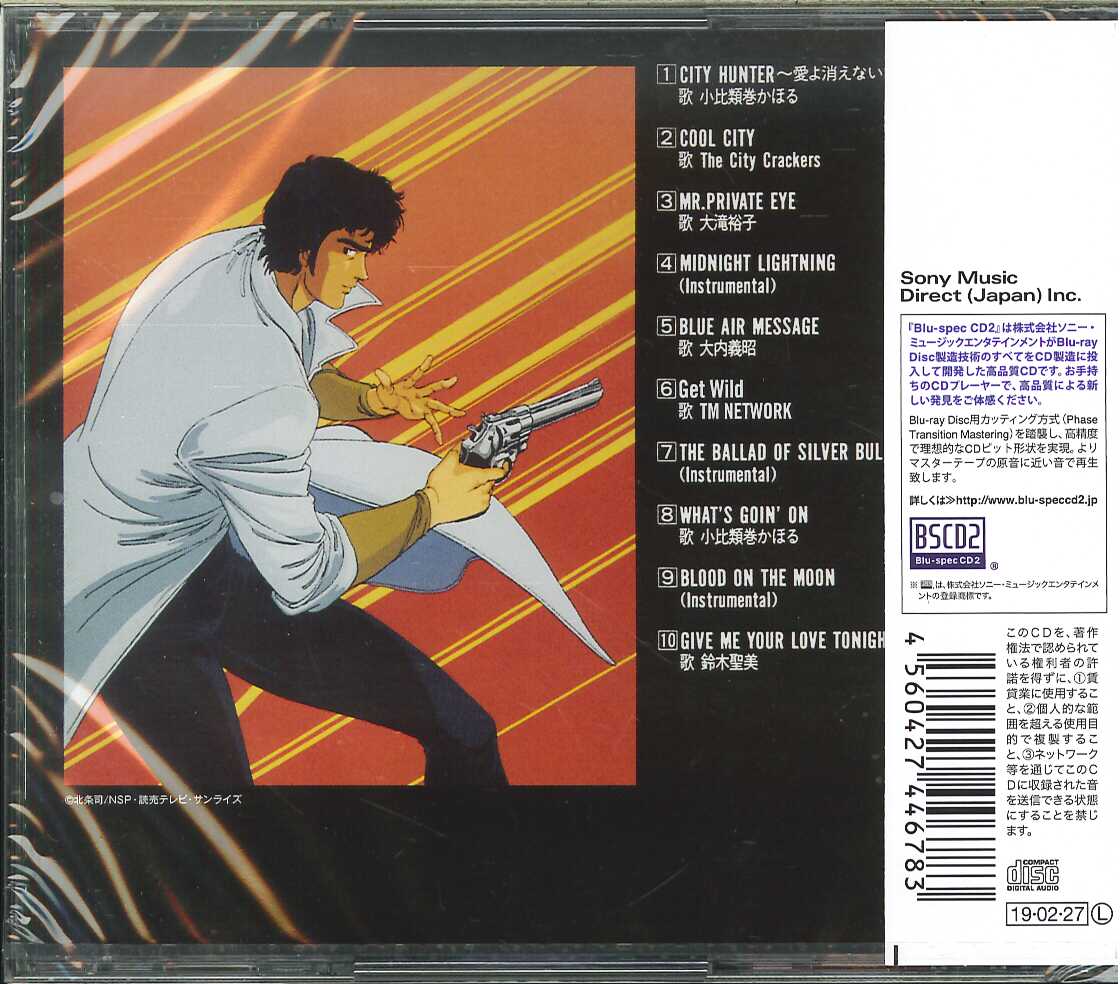 1 CITY HUNTER～愛よ消えない
歌 小比類巻かほる
2 COOL CITY
歌 The City Crackers
3 MR.PRIVATE EYE
歌 大滝裕子
4 MIDNIGHT LIGHTNING
(Instrumental)
5 BLUE AIR MESSAGE
歌 大内義昭
6 Get Wild
歌 TM NETWORK
7 THE BALLAD OF SILVER BUL
(Instrumental)
8 WHAT'S GOIN' ON
歌 小比類巻かほる
9 BLOOD ON THE MOON
(Instrumental)
10 GIVE ME YOUR LOVE TONIGH
歌 鈴木聖美
©北条司/NSP・読売テレビ・サンライズ
Sony Music
Direct (Japan) Inc.
『Blu-spec CD2』は株式会社ソニー・
ミュージックエンタテインメントがBlu-ray
Disc製造技術のすべてをCD製造に投
入して開発した高品質CDです。お手持
ちのCDプレーヤーで、高品質による新
しい発見をご体感ください。
Blu-ray Disc用カッティング方式（Phase
Transition Mastering）を踏襲し、高精度
で理想的なCDピット形状を実現。より
マスターテープの原音に近い音で再生
致します。
詳しくは≫http://www.blu-speccd2.jp
BSCD2
Blu-spec CD2 ®
は、株式会社ソニー・ミュージックエンタテインメ
ントの登録商標です。
4560427446783
このCDを、著作
権法で認められて
いる権利者の許
諾を得ずに、①賃
貸業に使用するこ
と、②個人的な範
囲を超える使用目
的で複製するこ
と、③ネットワーク
等を通じてこのC
Dに収録された音
を送信できる状態
にすることを禁じ
ます。
COMPACT
disc
DIGITAL AUDIO
19・02・27 L